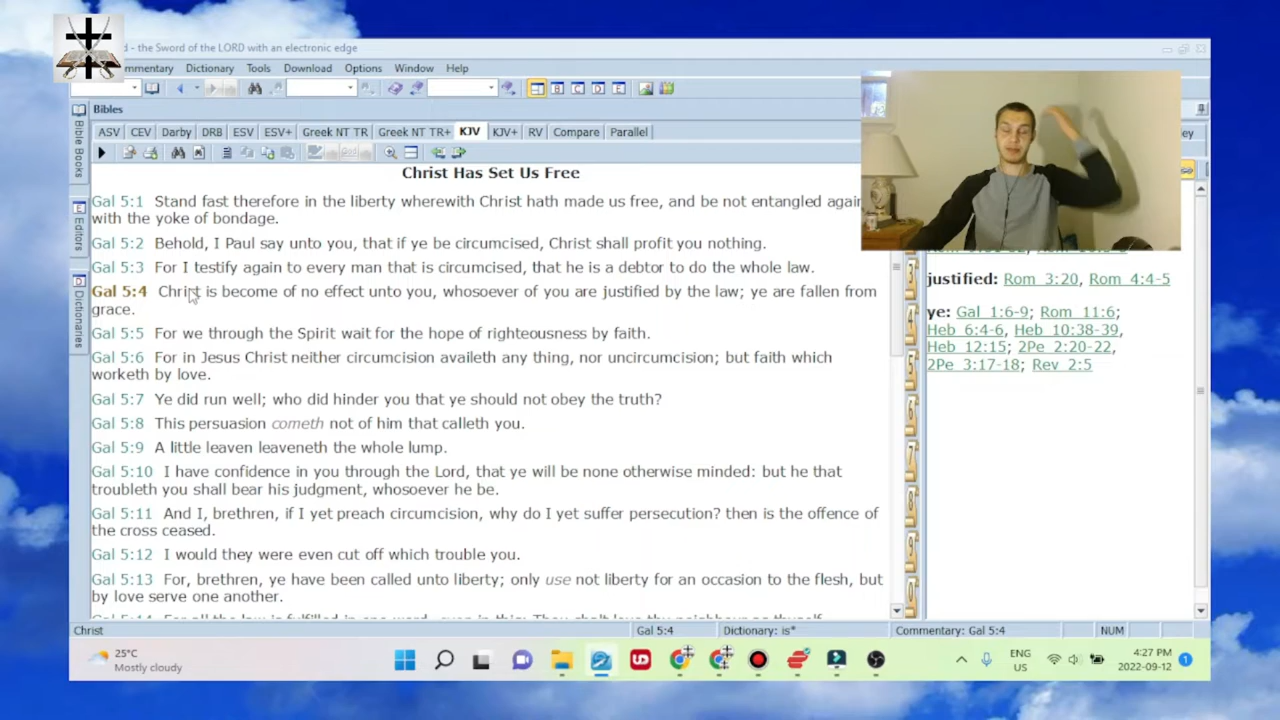 d - the Sword of the LORD with an electronic edge
mmentary Dictionary Tools Download Options Window Help
Bibles
ASV CEV Darby DRB ESV ESV+ Greek NT TR Greek NT TR+ KJV KJV+ RV Compare Parallel
Bible Books
Editors
Dictionaries
Christ Has Set Us Free
Gal 5:1 Stand fast therefore in the liberty wherewith Christ hath made us free, and be not entangled again
with the yoke of bondage.
Gal 5:2 Behold, I Paul say unto you, that if ye be circumcised, Christ shall profit you nothing.
Gal 5:3 For I testify again to every man that is circumcised, that he is a debtor to do the whole law.
Gal 5:4 Christ is become of no effect unto you, whosoever of you are justified by the law; ye are fallen from
grace.
Gal 5:5 For we through the Spirit wait for the hope of righteousness by faith.
Gal 5:6 For in Jesus Christ neither circumcision availeth any thing, nor uncircumcision; but faith which
worketh by love.
Gal 5:7 Ye did run well; who did hinder you that ye should not obey the truth?
Gal 5:8 This persuasion cometh not of him that calleth you.
Gal 5:9 A little leaven leaveneth the whole lump.
Gal 5:10 I have confidence in you through the Lord, that ye will be none otherwise minded: but he that
troubleth you shall bear his judgment, whosoever he be.
Gal 5:11 And I, brethren, if I yet preach circumcision, why do I yet suffer persecution? then is the offence of
the cross ceased.
Gal 5:12 I would they were even cut off which trouble you.
Gal 5:13 For, brethren, ye have been called unto liberty; only use not liberty for an occasion to the flesh, but
by love serve one another.
justified: Rom 3:20, Rom 4:4-5
ye: Gal 1:6-9; Rom 11:6;
Heb 6:4-6, Heb 10:38-39,
Heb 12:15; 2Pe 2:20-22,
2Pe 3:17-18; Rev 2:5
3
4
5
6
7
8
9
0
Christ Gal 5:4 Dictionary: is* Commentary: Gal 5:4 NUM
25°C
Mostly cloudy
ENG
US
4:27 PM
2022-09-12
1